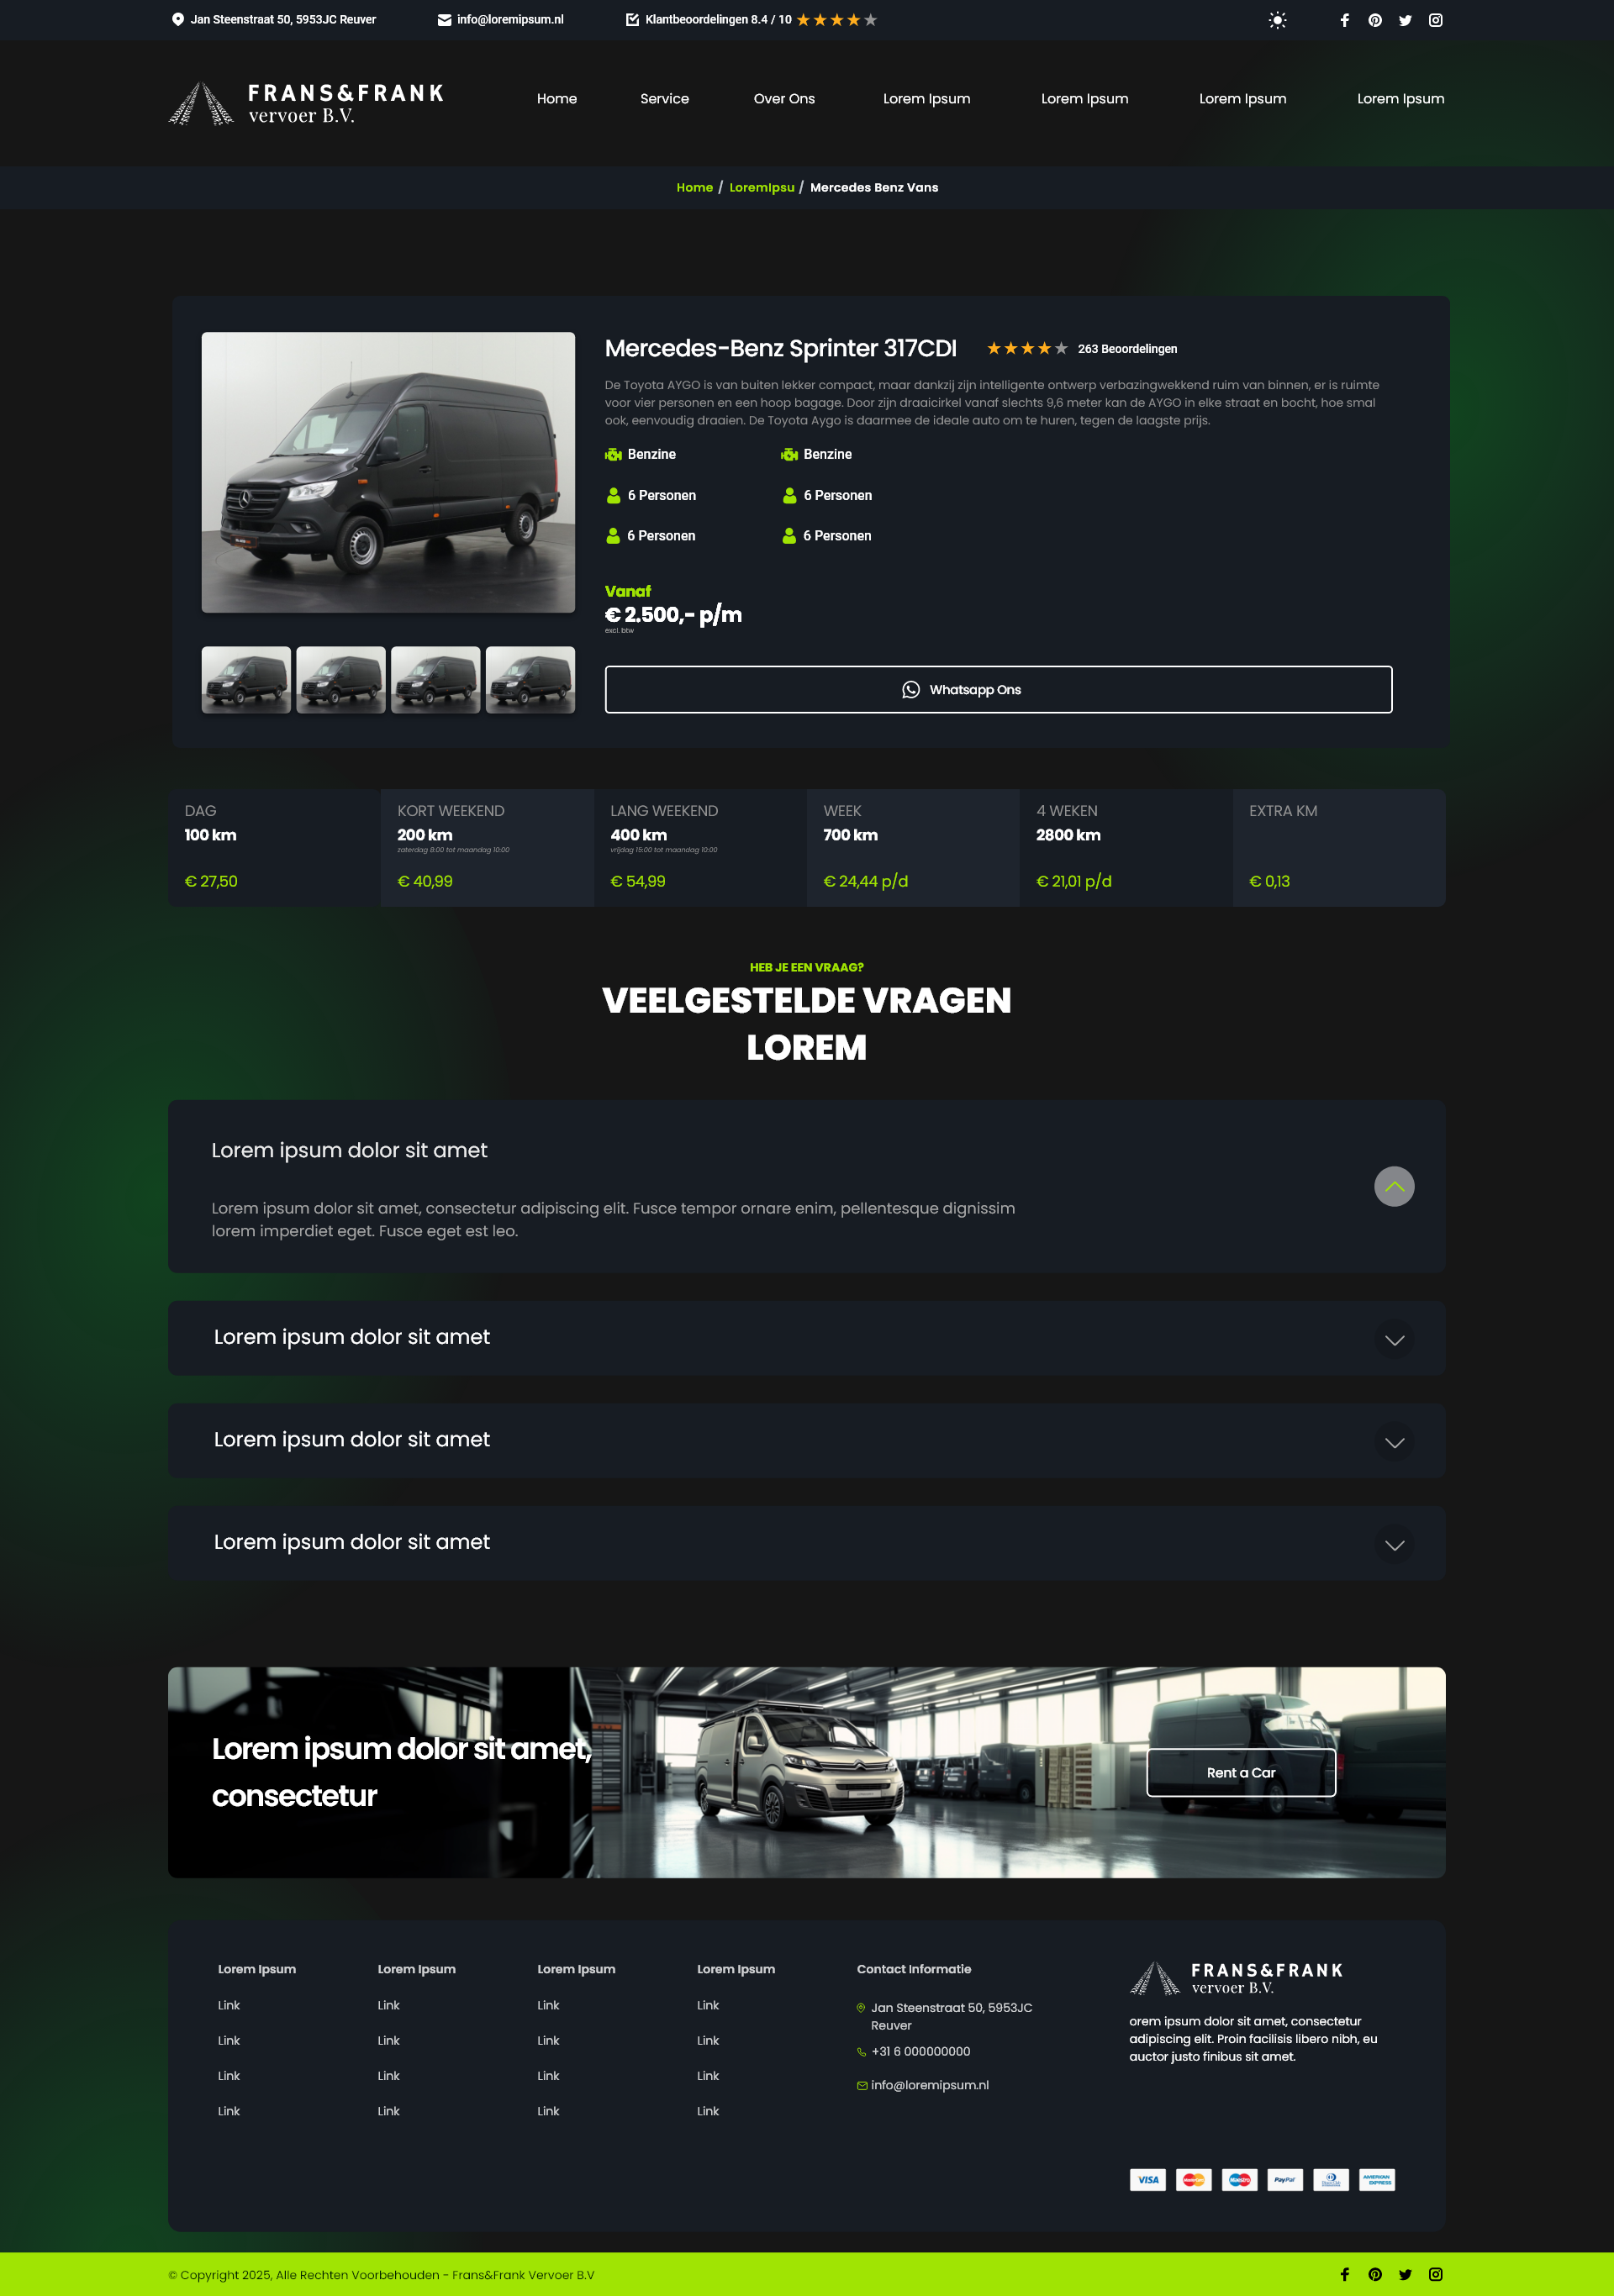 Jan Steenstraat 50, 5953JC Reuver
info@loremipsum.nl
Klantbeoordelingen 8.4 / 10
FRANS&FRANK
vervoer B.V.
Home
Service
Over Ons
Lorem Ipsum
Lorem Ipsum
Lorem Ipsum
Lorem Ipsum
Home / LoremIpsu / Mercedes Benz Vans
Mercedes-Benz Sprinter 317CDI
263 Beoordelingen
De Toyota AYGO is van buiten lekker compact, maar dankzij zijn intelligente ontwerp verbazingwekkend ruim van binnen, er is ruimte
voor vier personen en een hoop bagage. Door zijn draaicirkel vanaf slechts 9,6 meter kan de AYGO in elke straat en bocht, hoe smal
ook, eenvoudig draaien. De Toyota Aygo is daarmee de ideale auto om te huren, tegen de laagste prijs.
Benzine
Benzine
6 Personen
6 Personen
6 Personen
6 Personen
Vanaf
€ 2.500,- p/m
excl. btw
Whatsapp Ons
DAG
100 km
€ 27,50
KORT WEEKEND
200 km
zaterdag 8:00 tot maandag 10:00
€ 40,99
LANG WEEKEND
400 km
vrijdag 15:00 tot maandag 10:00
€ 54,99
WEEK
700 km
€ 24,44 p/d
4 WEKEN
2800 km
€ 21,01 p/d
EXTRA KM
€ 0,13
HEB JE EEN VRAAG?
VEELGESTELDE VRAGEN
LOREM
Lorem ipsum dolor sit amet
Lorem ipsum dolor sit amet, consectetur adipiscing elit. Fusce tempor ornare enim, pellentesque dignissim
lorem imperdiet eget. Fusce eget est leo.
Lorem ipsum dolor sit amet
Lorem ipsum dolor sit amet
Lorem ipsum dolor sit amet
Lorem ipsum dolor sit amet,
consectetur
Rent a Car
Lorem Ipsum
Link
Link
Link
Link
Lorem Ipsum
Link
Link
Link
Link
Lorem Ipsum
Link
Link
Link
Link
Lorem Ipsum
Link
Link
Link
Link
Contact Informatie
Jan Steenstraat 50, 5953JC
Reuver
+31 6 000000000
info@loremipsum.nl
FRANS&FRANK
vervoer B.V.
orem ipsum dolor sit amet, consectetur
adipiscing elit. Proin facilisis libero nibh, eu
auctor justo finibus sit amet.
VISA
MasterCard
Maestro
PayPal
AMERICAN
EXPRESS
© Copyright 2025, Alle Rechten Voorbehouden - Frans&Frank Vervoer B.V